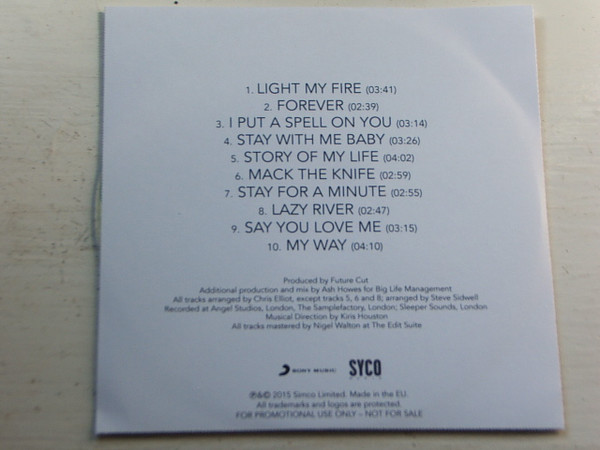 1. LIGHT MY FIRE (03:41)
2. FOREVER (02:39)
3. I PUT A SPELL ON YOU (03:14)
4. STAY WITH ME BABY (03:26)
5. STORY OF MY LIFE (04:02)
6. MACK THE KNIFE (02:59)
7. STAY FOR A MINUTE (02:55)
8. LAZY RIVER (02:47)
9. SAY YOU LOVE ME (03:15)
10. MY WAY (04:10)
Produced by Future Cut
Additional production and mix by Ash Howes for Big Life Management
All tracks arranged by Chris Elliot, except tracks 5, 6 and 8; arranged by Steve Sidwell
Recorded at Angel Studios, London, The Samplefactory, London; Sleeper Sounds, London
Musical Direction by Kiris Houston
All tracks mastered by Nigel Walton at The Edit Suite
SONY MUSIC SYCO
MUSIC
℗&© 2015 Simco Limited. Made in the EU.
All trademarks and logos are protected.
FOR PROMOTIONAL USE ONLY – NOT FOR SALE